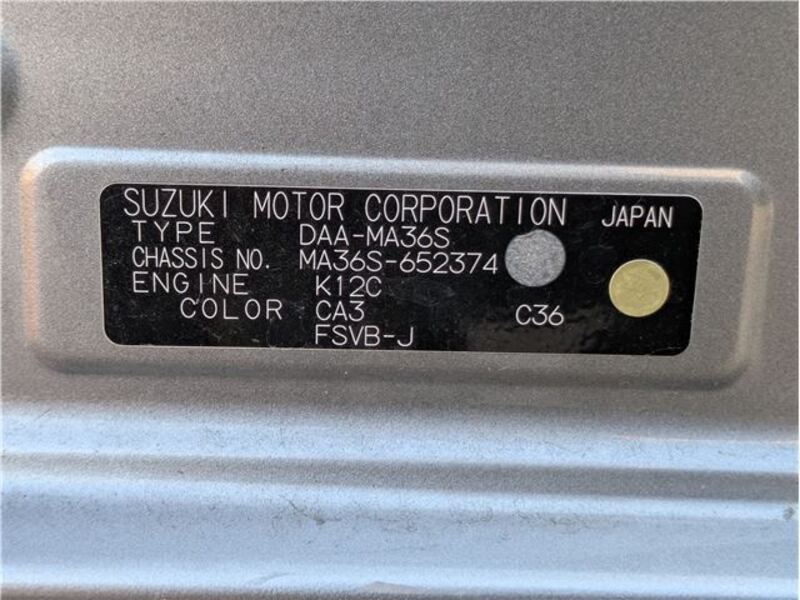 SUZUKI MOTOR CORPORATION JAPAN
TYPE DAA-MA36S
CHASSIS NO. MA36S-652374
ENGINE K12C
COLOR CA3 C36
FSVB-J